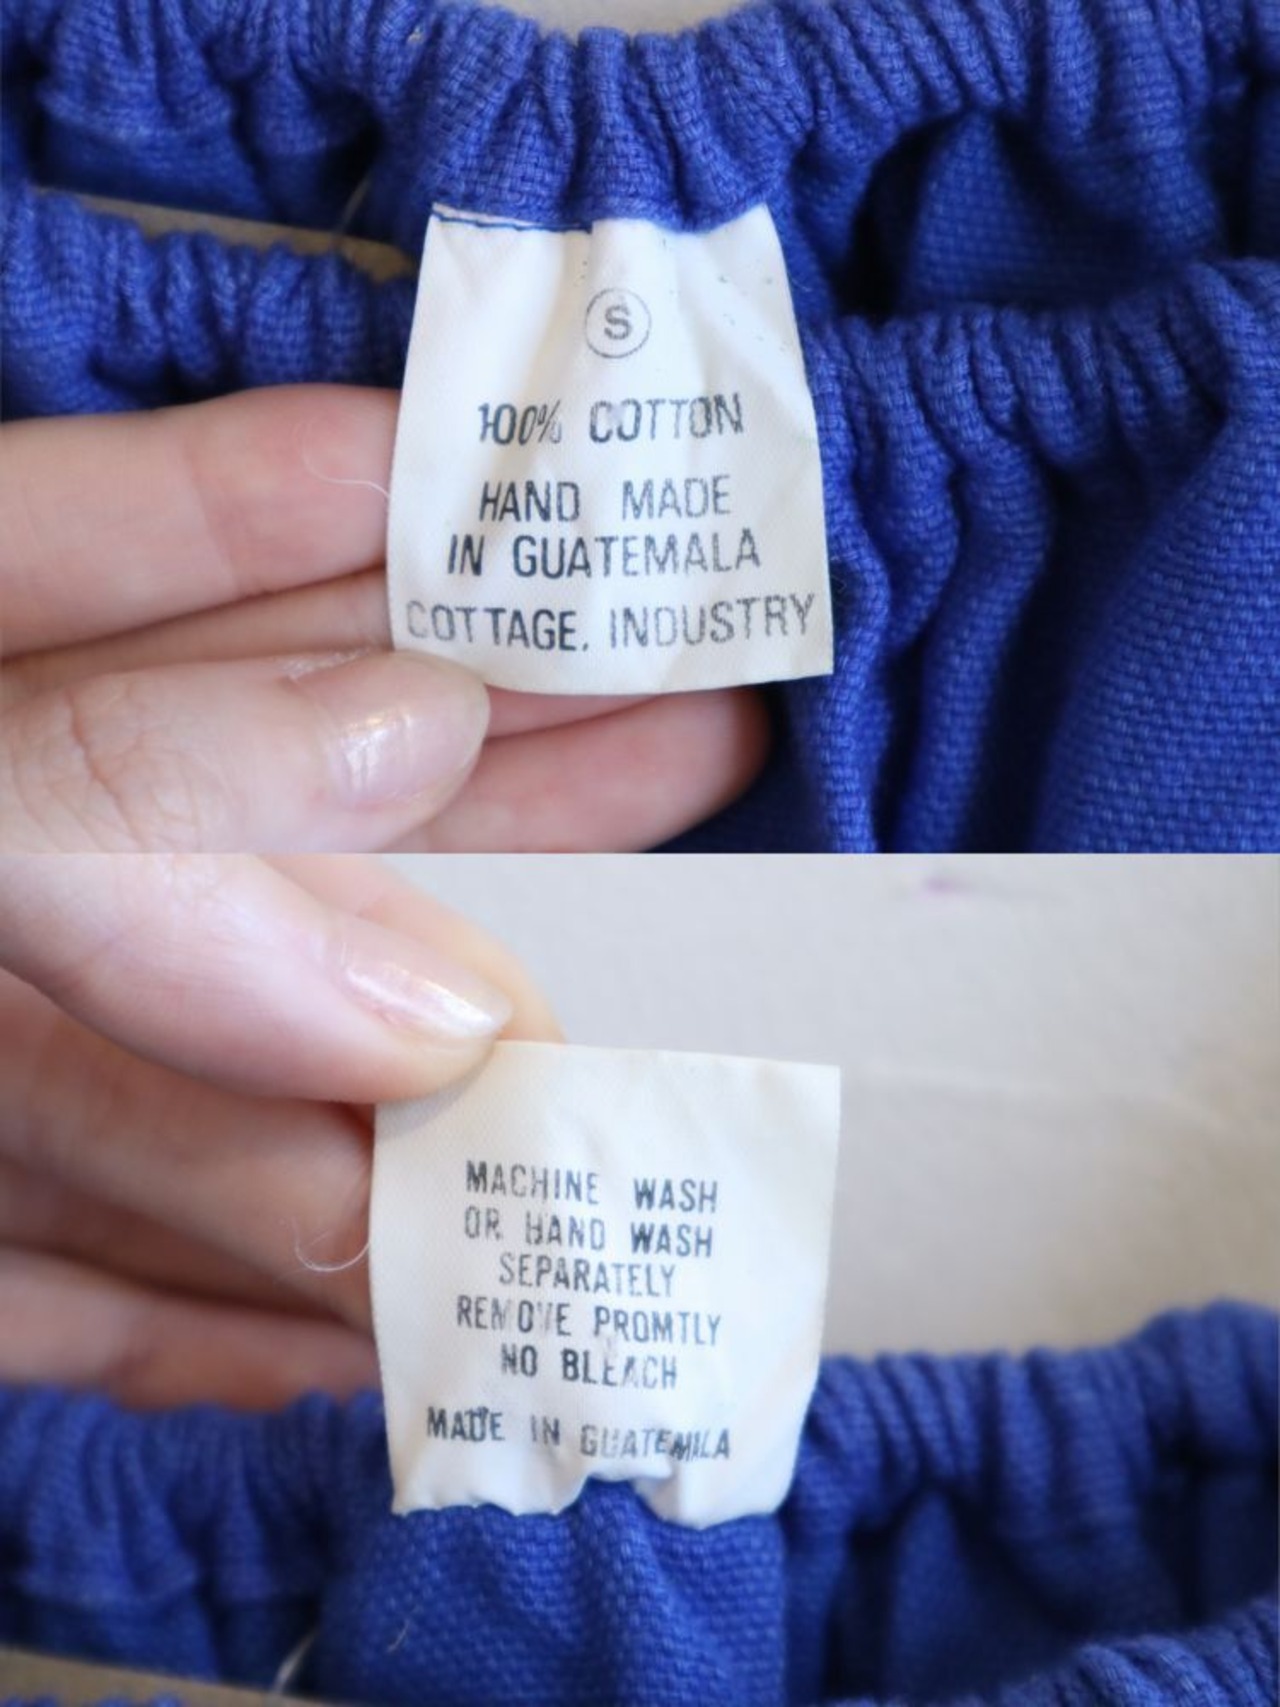 S
100% COTTON
HAND MADE
IN GUATEMALA
COTTAGE. INDUSTRY
MACHINE WASH
OR HAND WASH
SEPARATELY
REMOVE PROMTLY
NO BLEACH
MADE IN GUATEMALA